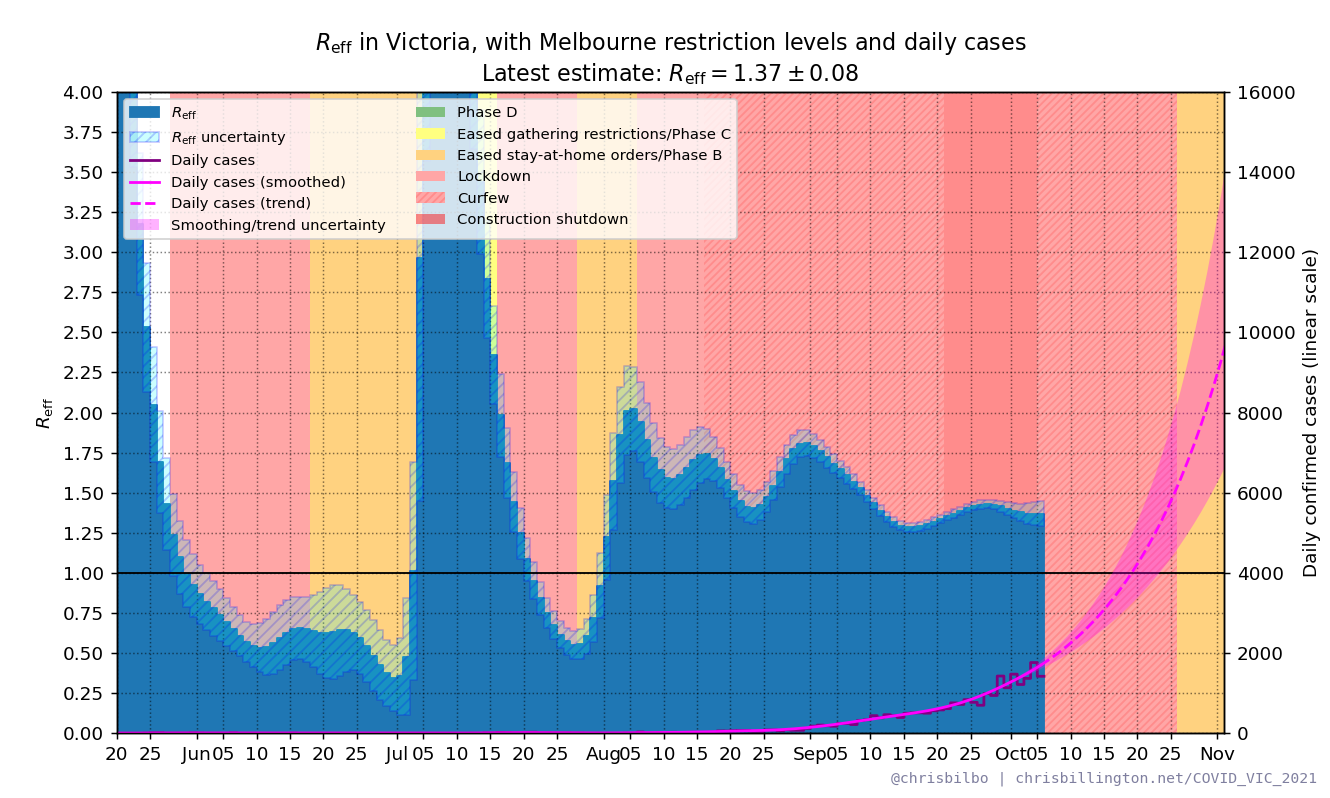 R_eff in Victoria, with Melbourne restriction levels and daily cases
Latest estimate: R_eff = 1.37 ± 0.08
R_eff
R_eff uncertainty
Daily cases
Daily cases (smoothed)
Daily cases (trend)
Smoothing/trend uncertainty
Phase D
Eased gathering restrictions/Phase C
Eased stay-at-home orders/Phase B
Lockdown
Curfew
Construction shutdown
R_eff
4.00
3.75
3.50
3.25
3.00
2.75
2.50
2.25
2.00
1.75
1.50
1.25
1.00
0.75
0.50
0.25
0.00
16000
14000
12000
10000
8000
6000
4000
2000
0
Daily confirmed cases (linear scale)
20 25 Jun 05 10 15 20 25 Jul 05 10 15 20 25 Aug 05 10 15 20 25 Sep 05 10 15 20 25 Oct 05 10 15 20 25 Nov
@chrisbilbo | chrisbillington.net/COVID_VIC_2021